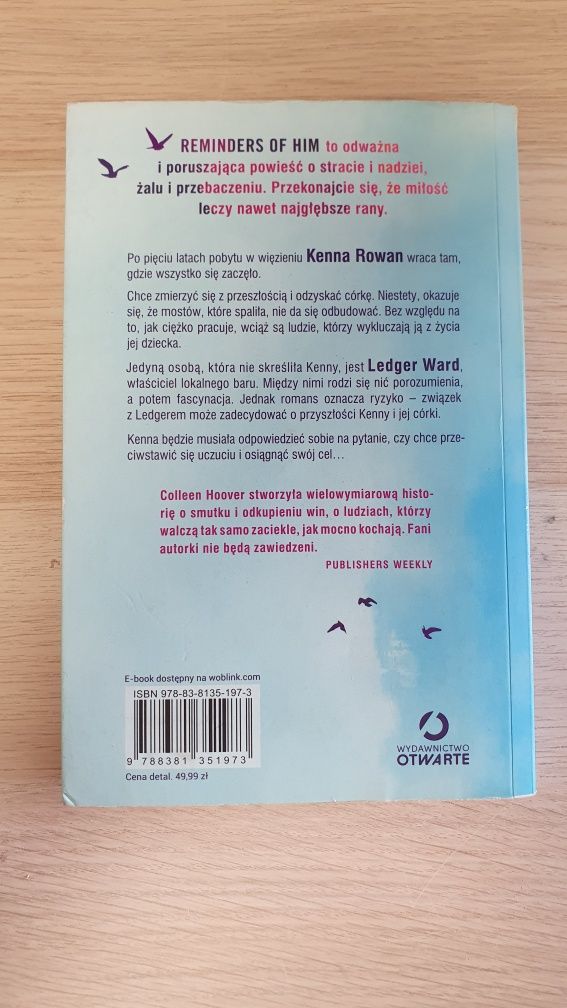 REMINDERS OF HIM to odważna
i poruszająca powieść o stracie i nadziei,
żalu i przebaczeniu. Przekonajcie się, że miłość
leczy nawet najgłębsze rany.
Po pięciu latach pobytu w więzieniu Kenna Rowan wraca tam,
gdzie wszystko się zaczęło.
Chce zmierzyć się z przeszłością i odzyskać córkę. Niestety, okazuje
się, że mostów, które spaliła, nie da się odbudować. Bez względu na
to, jak ciężko pracuje, wciąż są ludzie, którzy wykluczają ją z życia
jej dziecka.
Jedyną osobą, która nie skreśliła Kenny, jest Ledger Ward,
właściciel lokalnego baru. Między nimi rodzi się nić porozumienia,
a potem fascynacja. Jednak romans oznacza ryzyko – związek
z Ledgerem może zadecydować o przyszłości Kenny i jej córki.
Kenna będzie musiała odpowiedzieć sobie na pytanie, czy chce prze-
ciwstawić się uczuciu i osiągnąć swój cel...
Colleen Hoover stworzyła wielowymiarową histo-
rię o smutku i odkupieniu win, o ludziach, którzy
walczą tak samo zaciekle, jak mocno kochają. Fani
autorki nie będą zawiedzeni.
PUBLISHERS WEEKLY
E-book dostępny na woblink.com
ISBN 978-83-8135-197-3
9 788381 351973
Cena detal. 49,99 zł
WYDAWNICTWO
OTWARTE